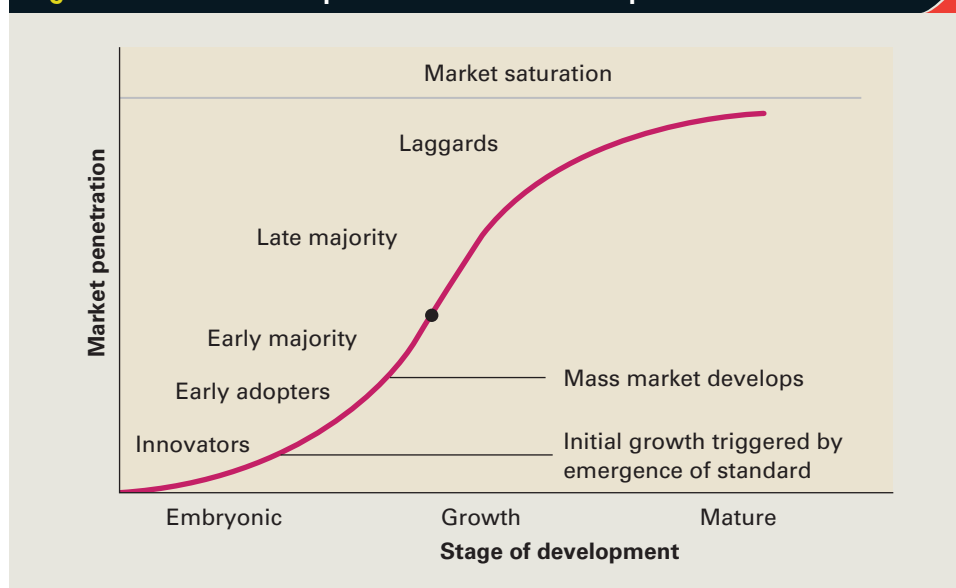 Market saturation
Laggards
Late majority
Early majority
Early adopters
Mass market develops
Innovators
Initial growth triggered by
emergence of standard
Embryonic
Growth
Mature
Stage of development
Market penetration